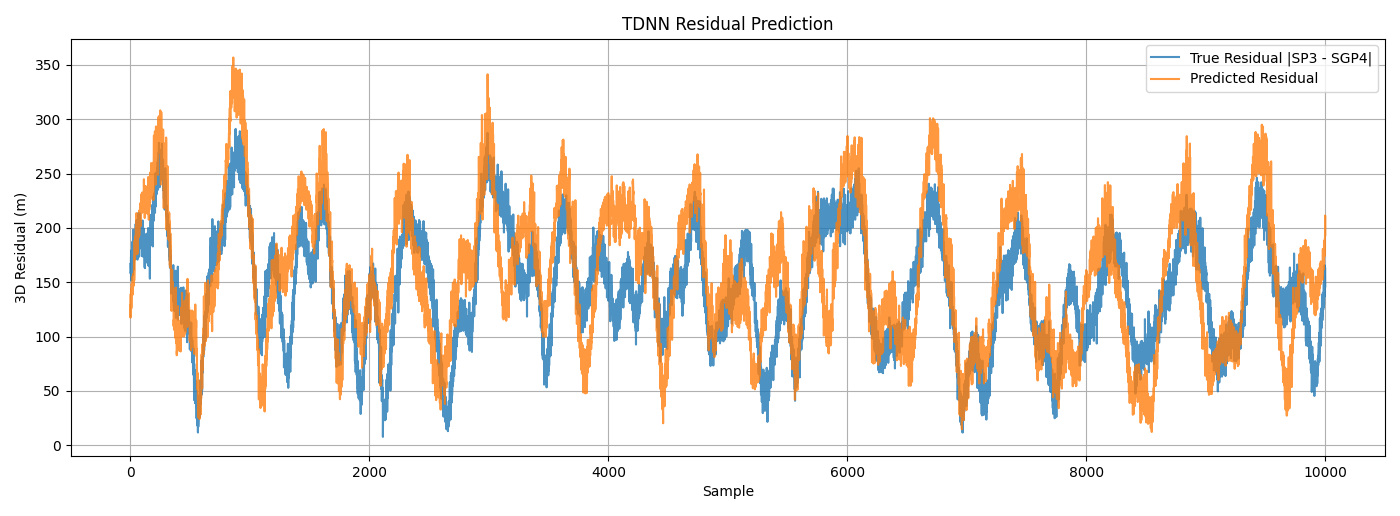 TDNN Residual Prediction
True Residual |SP3 - SGP4|
Predicted Residual
3D Residual (m)
350
300
250
200
150
100
50
0
0 2000 4000 6000 8000 10000
Sample